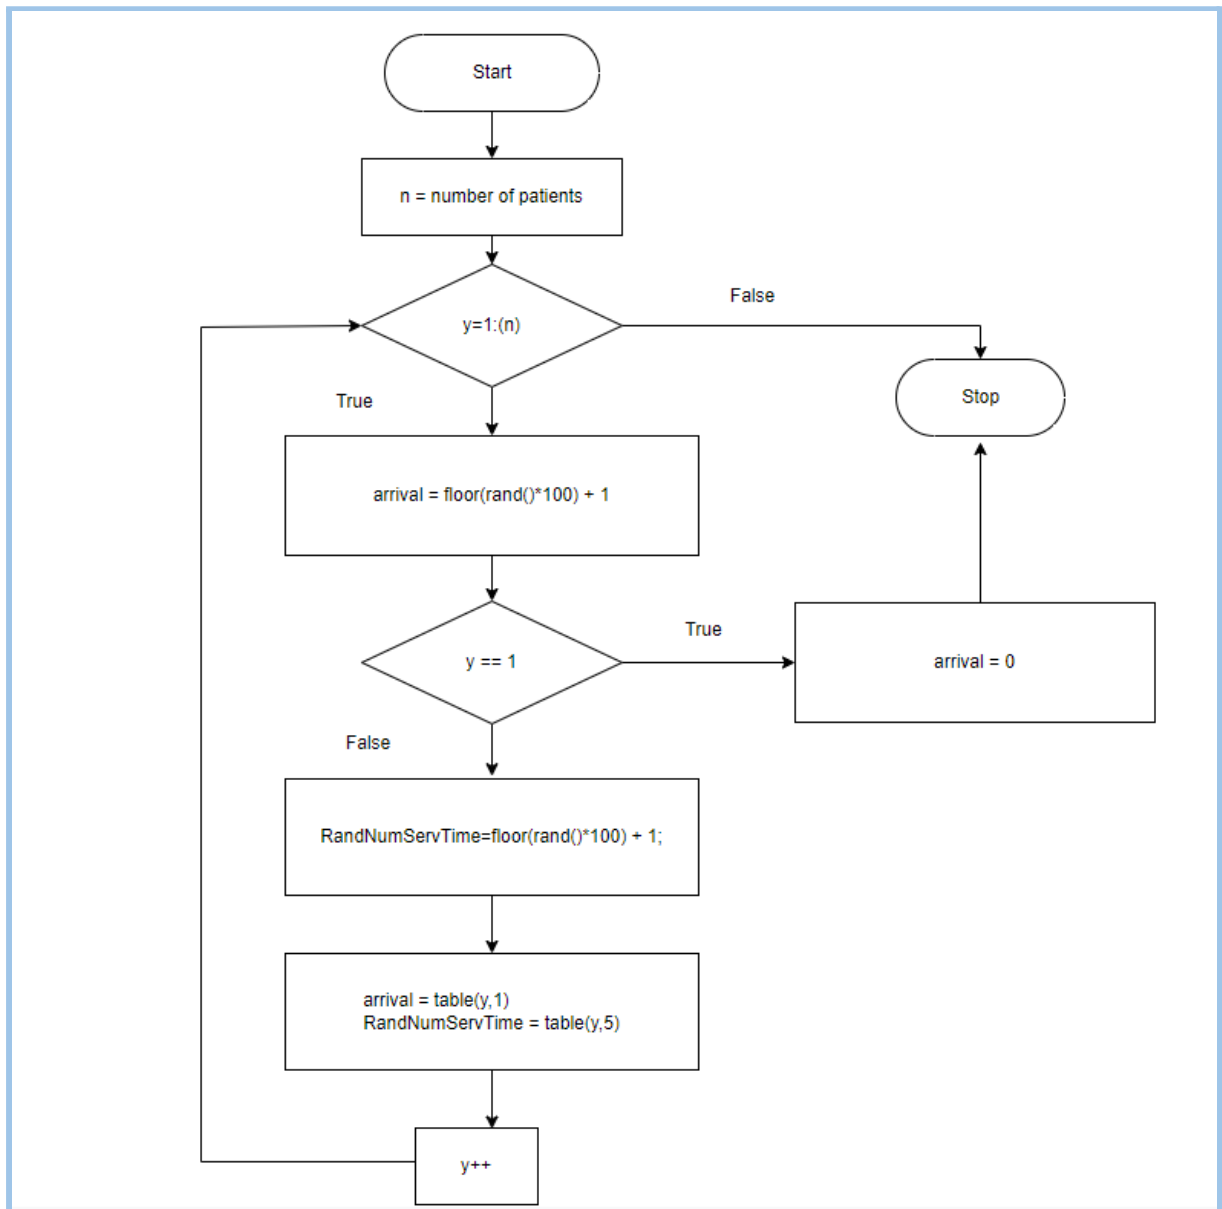 Start
n = number of patients
y=1:(n)
False
Stop
True
arrival = floor(rand()*100) + 1
y == 1
True
arrival = 0
False
RandNumServTime=floor(rand()*100) + 1;
arrival = table(y,1)
RandNumServTime = table(y,5)
y++